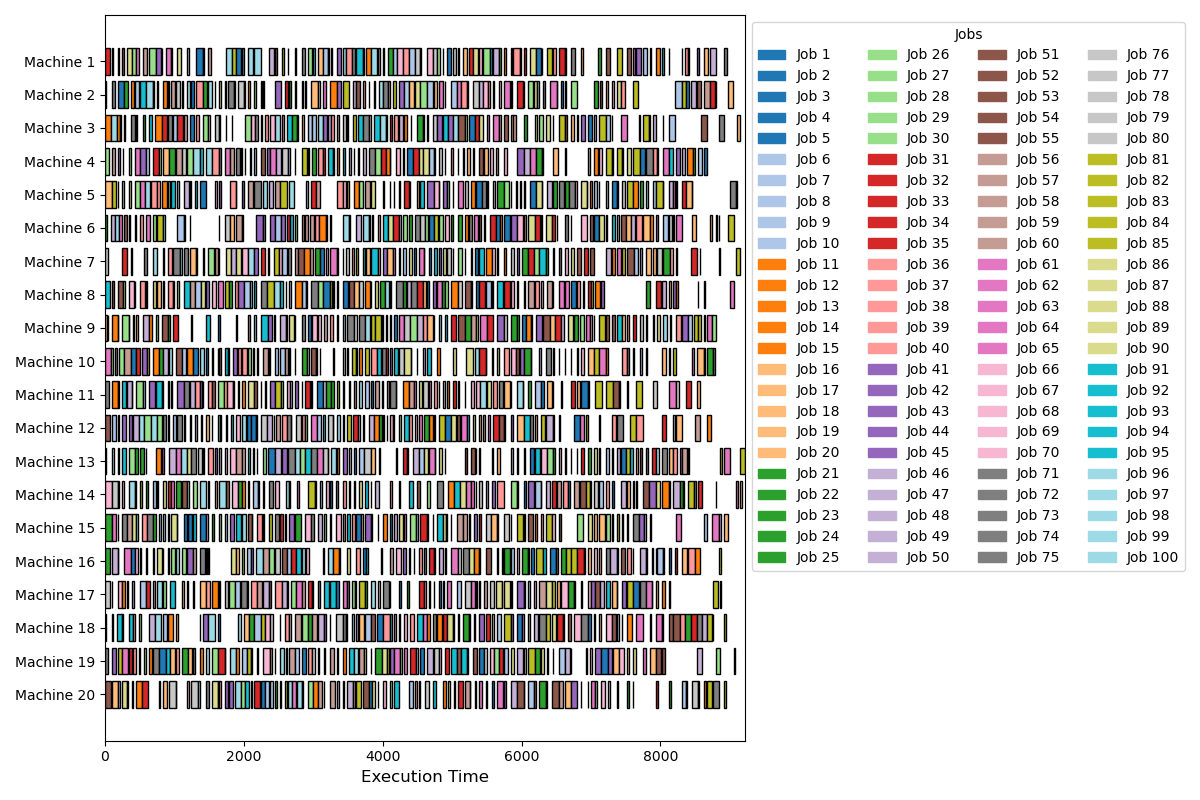 Machine 1
Machine 2
Machine 3
Machine 4
Machine 5
Machine 6
Machine 7
Machine 8
Machine 9
Machine 10
Machine 11
Machine 12
Machine 13
Machine 14
Machine 15
Machine 16
Machine 17
Machine 18
Machine 19
Machine 20
0 2000 4000 6000 8000
Execution Time
Jobs
Job 1 Job 26 Job 51 Job 76
Job 2 Job 27 Job 52 Job 77
Job 3 Job 28 Job 53 Job 78
Job 4 Job 29 Job 54 Job 79
Job 5 Job 30 Job 55 Job 80
Job 6 Job 31 Job 56 Job 81
Job 7 Job 32 Job 57 Job 82
Job 8 Job 33 Job 58 Job 83
Job 9 Job 34 Job 59 Job 84
Job 10 Job 35 Job 60 Job 85
Job 11 Job 36 Job 61 Job 86
Job 12 Job 37 Job 62 Job 87
Job 13 Job 38 Job 63 Job 88
Job 14 Job 39 Job 64 Job 89
Job 15 Job 40 Job 65 Job 90
Job 16 Job 41 Job 66 Job 91
Job 17 Job 42 Job 67 Job 92
Job 18 Job 43 Job 68 Job 93
Job 19 Job 44 Job 69 Job 94
Job 20 Job 45 Job 70 Job 95
Job 21 Job 46 Job 71 Job 96
Job 22 Job 47 Job 72 Job 97
Job 23 Job 48 Job 73 Job 98
Job 24 Job 49 Job 74 Job 99
Job 25 Job 50 Job 75 Job 100